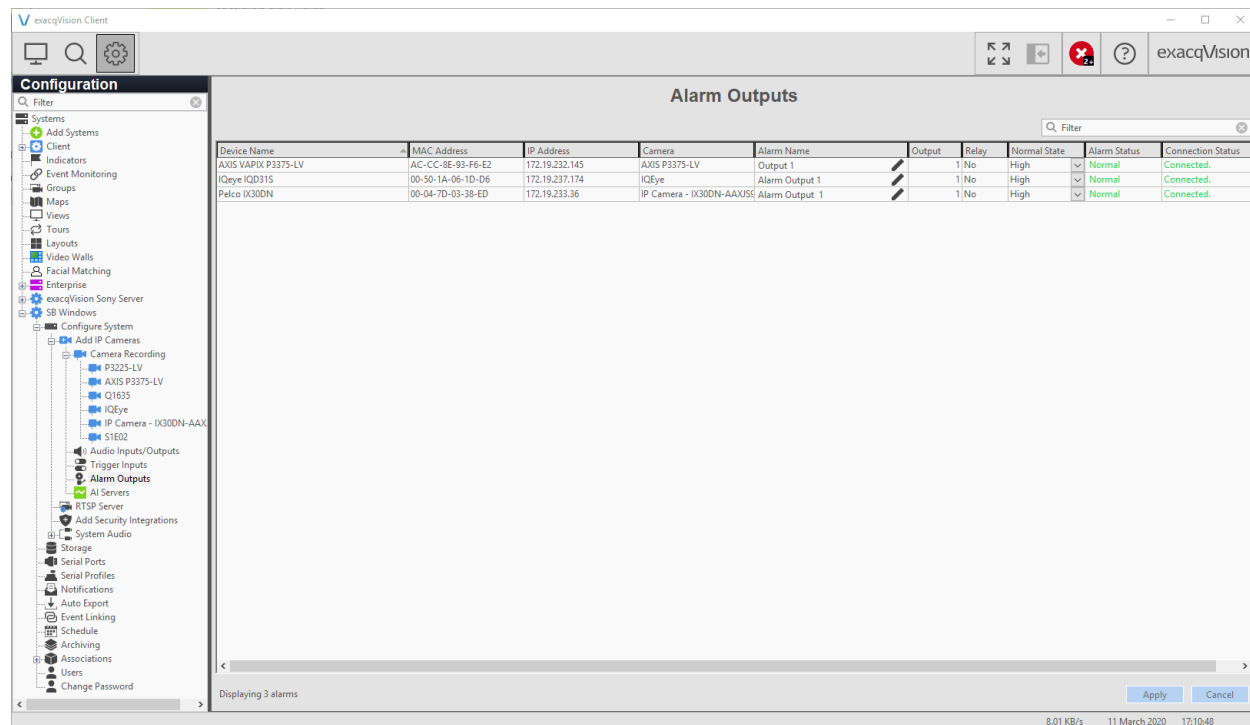 exacqVision Client
2+
?
exacqVision
Configuration
Filter
Systems
Add Systems
Client
Indicators
Event Monitoring
Groups
Maps
Views
Tours
Layouts
Video Walls
Facial Matching
Enterprise
exacqVision Sony Server
SB Windows
Configure System
Add IP Cameras
Camera Recording
P3225-LV
AXIS P3375-LV
Q1635
IQEye
IP Camera - IX30DN-AAX
S1E02
Audio Inputs/Outputs
Trigger Inputs
Alarm Outputs
AI Servers
RTSP Server
Add Security Integrations
System Audio
Storage
Serial Ports
Serial Profiles
Notifications
Auto Export
Event Linking
Schedule
Archiving
Associations
Users
Change Password
Alarm Outputs
Filter
Device Name MAC Address IP Address Camera Alarm Name Output Relay Normal State Alarm Status Connection Status
AXIS VAPIX P3375-LV AC-CC-8E-93-F6-E2 172.19.232.145 AXIS P3375-LV Output 1 1 No High Normal Connected.
IQeye IQD31S 00-50-1A-06-1D-D6 172.19.237.174 IQEye Alarm Output 1 1 No High Normal Connected.
Pelco IX30DN 00-04-7D-03-38-ED 172.19.233.36 IP Camera - IX30DN-AAXJS9 Alarm Output 1 1 No High Normal Connected.
Displaying 3 alarms
Apply Cancel
8.01 KB/s 11 March 2020 17:10:48